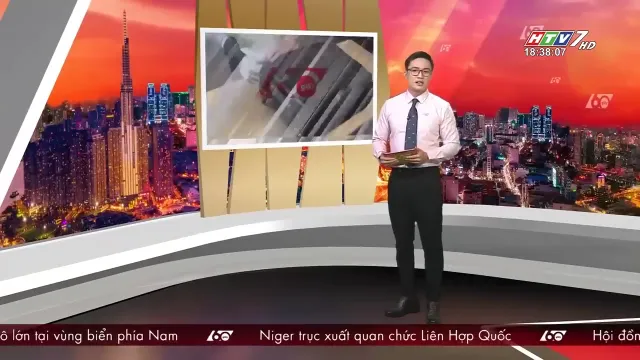 HTV7 HD
18:38:07
60
ô lớn tại vùng biển phía Nam 60 Niger trục xuất quan chức Liên Hợp Quốc 60 Hội đồn